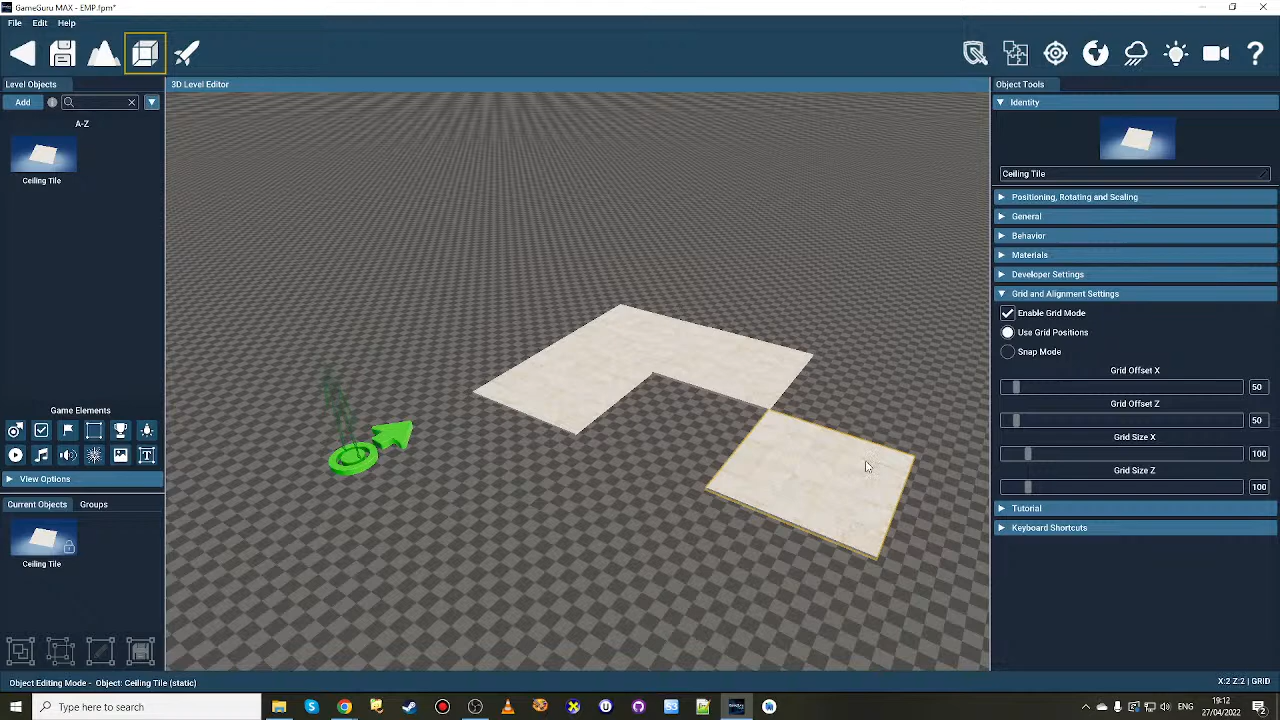 GameGuru MAX - EMP.fpm*
File Edit Help
Level Objects
3D Level Editor
Object Tools
Add
A-Z
Ceiling Tile
Identity
Ceiling Tile
Positioning, Rotating and Scaling
General
Behavior
Materials
Developer Settings
Grid and Alignment Settings
Enable Grid Mode
Use Grid Positions
Snap Mode
Grid Offset X
50
Grid Offset Z
50
Grid Size X
100
Grid Size Z
100
Tutorial
Keyboard Shortcuts
Game Elements
View Options
Current Objects Groups
Ceiling Tile
Object Editing Mode - Object: Ceiling Tile (static)
X:2 Z:2 | GRID
Type here to search
19:12
27/04/2022